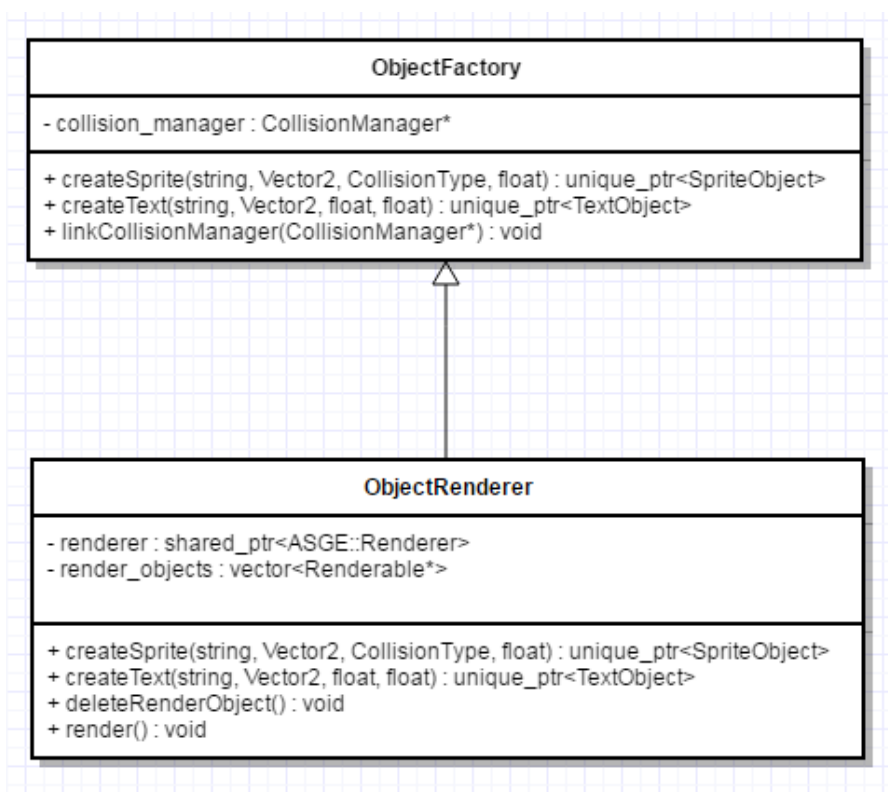 ObjectFactory
- collision_manager : CollisionManager*
+ createSprite(string, Vector2, CollisionType, float) : unique_ptr<SpriteObject>
+ createText(string, Vector2, float, float) : unique_ptr<TextObject>
+ linkCollisionManager(CollisionManager*) : void
ObjectRenderer
- renderer : shared_ptr<ASGE::Renderer>
- render_objects : vector<Renderable*>
+ createSprite(string, Vector2, CollisionType, float) : unique_ptr<SpriteObject>
+ createText(string, Vector2, float, float) : unique_ptr<TextObject>
+ deleteRenderObject() : void
+ render() : void